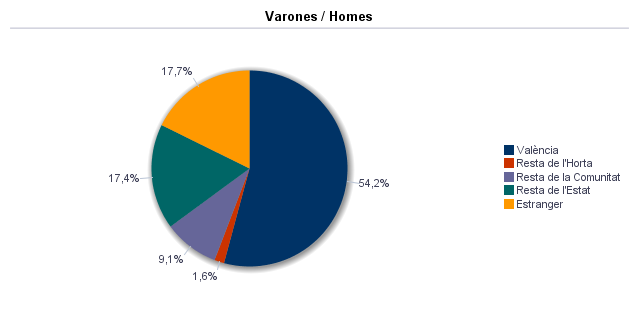 Varones / Homes
17,7%
17,4%
54,2%
9,1%
1,6%
València
Resta de l'Horta
Resta de la Comunitat
Resta de l'Estat
Estranger